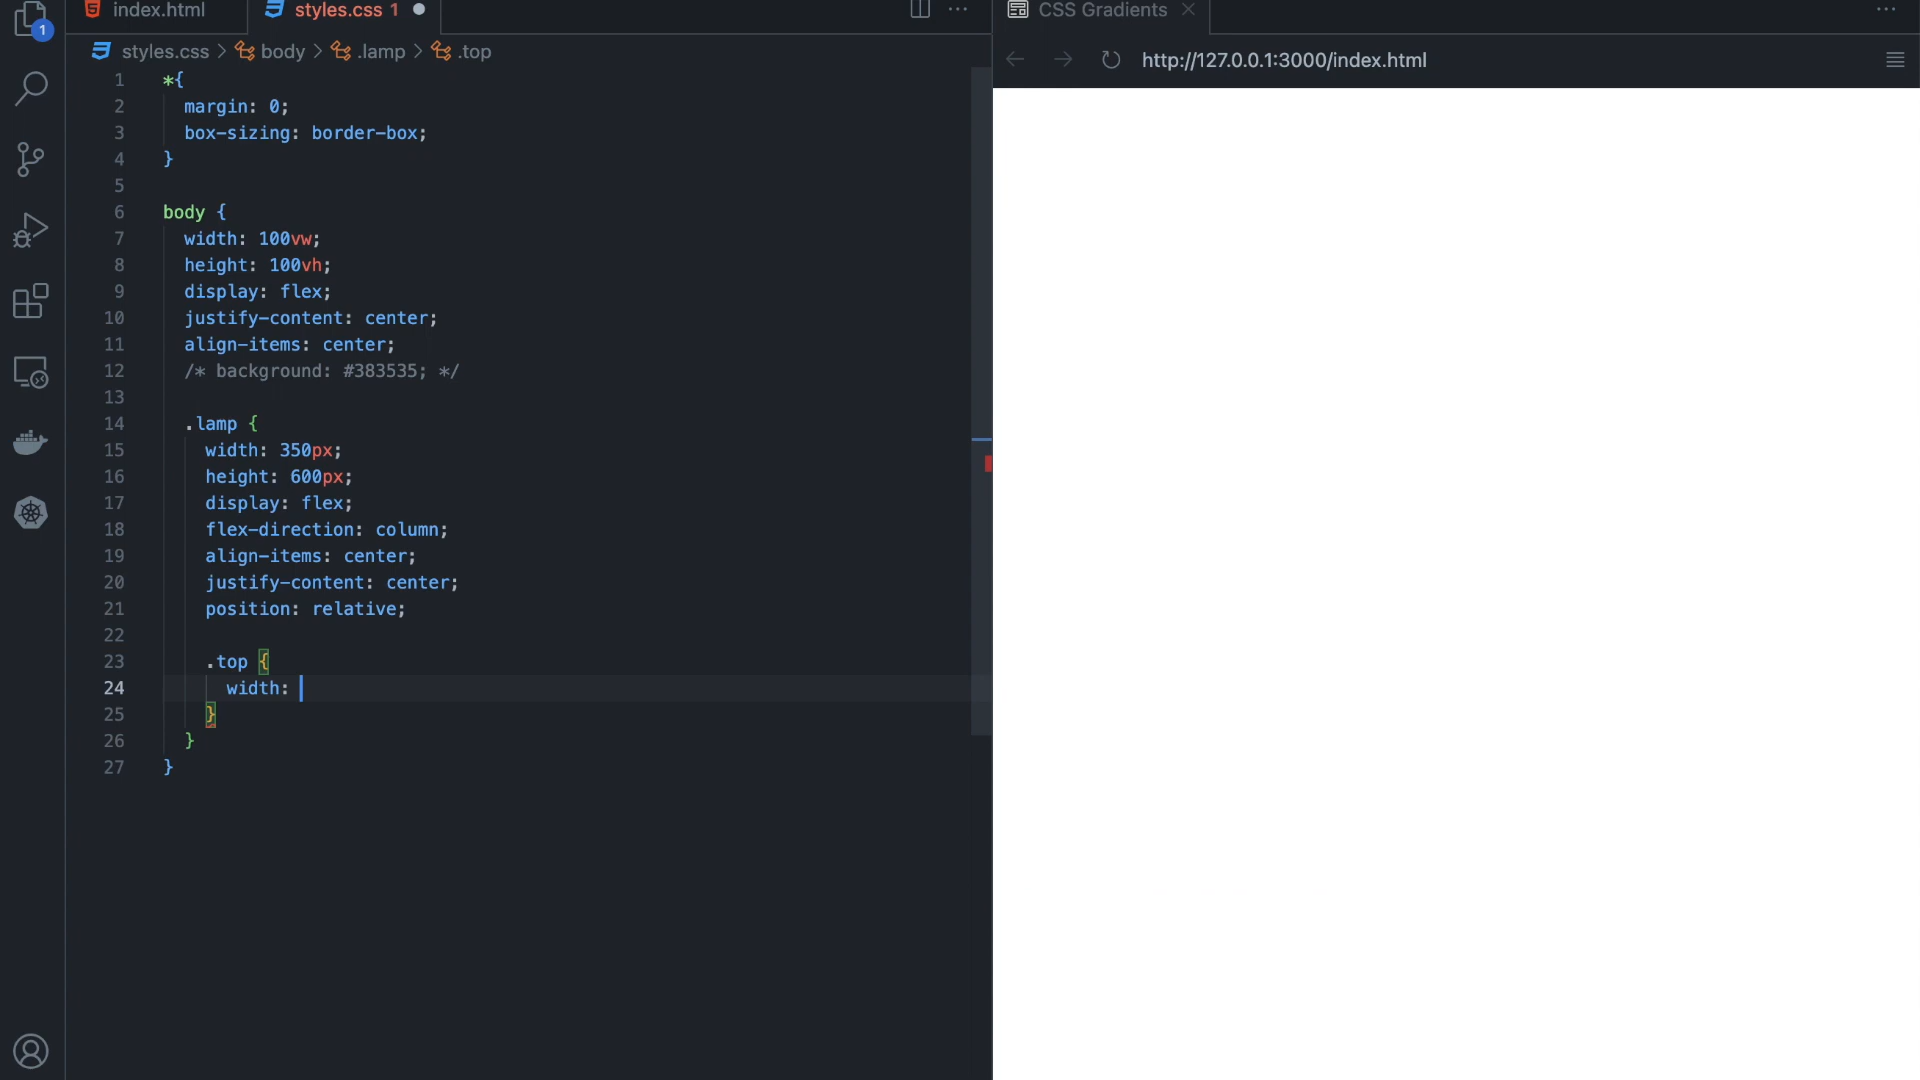 index.html
styles.css 1
CSS Gradients
1
styles.css > body > .lamp > .top
http://127.0.0.1:3000/index.html
1 *{
2 margin: 0;
3 box-sizing: border-box;
4 }
5
6 body {
7 width: 100vw;
8 height: 100vh;
9 display: flex;
10 justify-content: center;
11 align-items: center;
12 /* background: #383535; */
13
14 .lamp {
15 width: 350px;
16 height: 600px;
17 display: flex;
18 flex-direction: column;
19 align-items: center;
20 justify-content: center;
21 position: relative;
22
23 .top {
24 width:
25 }
26 }
27 }